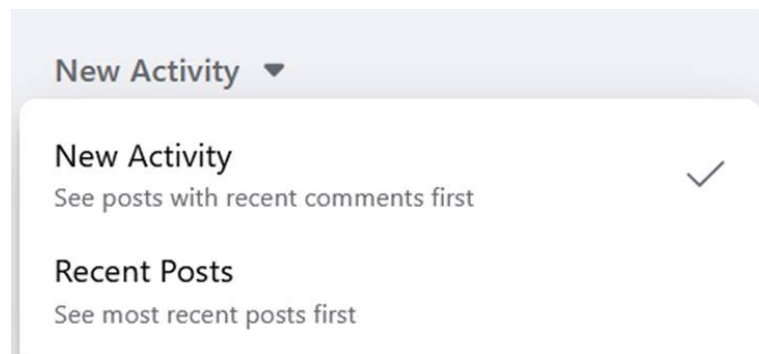 New Activity
New Activity
See posts with recent comments first
Recent Posts
See most recent posts first